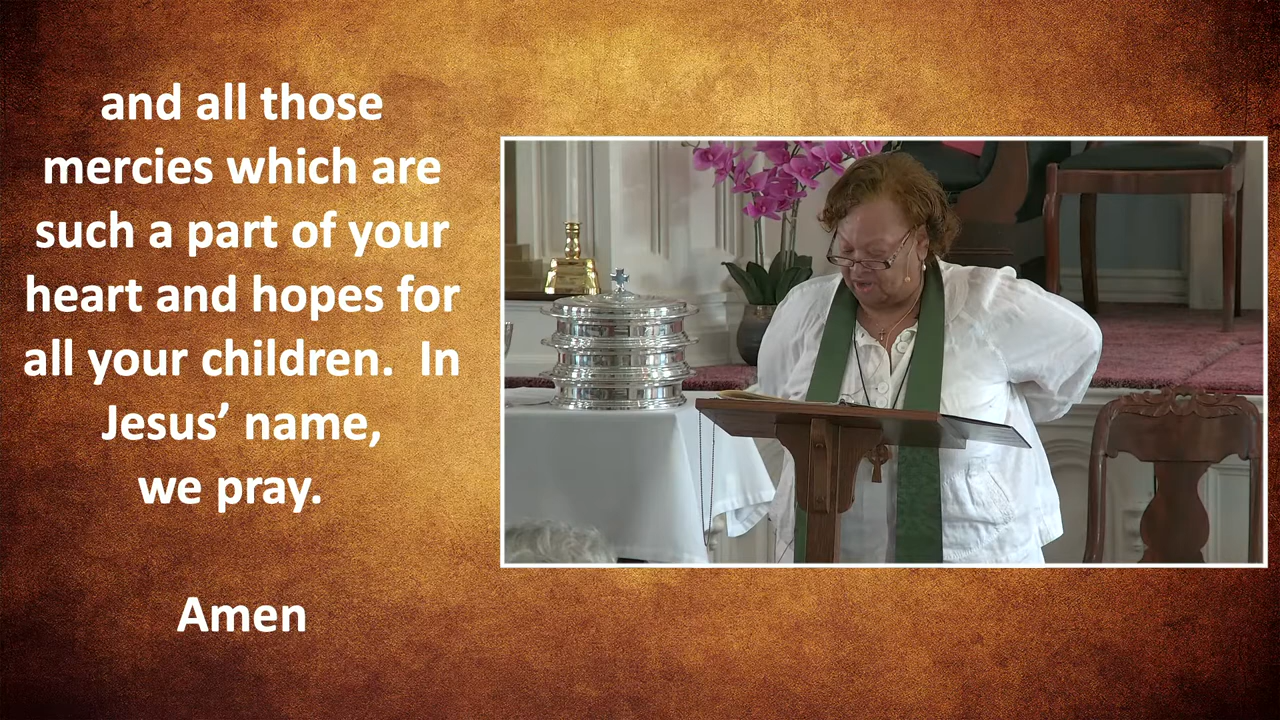 and all those
mercies which are
such a part of your
heart and hopes for
all your children.  In
Jesus’ name,
we pray.
Amen